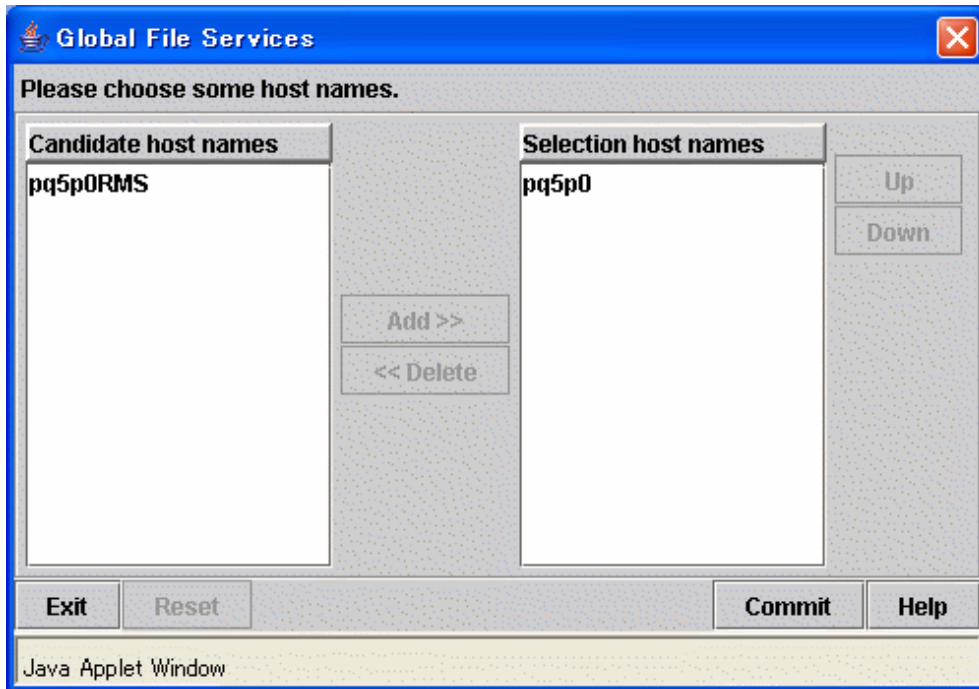 Global File Services
Please choose some host names.
Candidate host names
pq5p0RMS
Add >>
<< Delete
Selection host names
pq5p0
Up
Down
Exit
Reset
Commit
Help
Java Applet Window